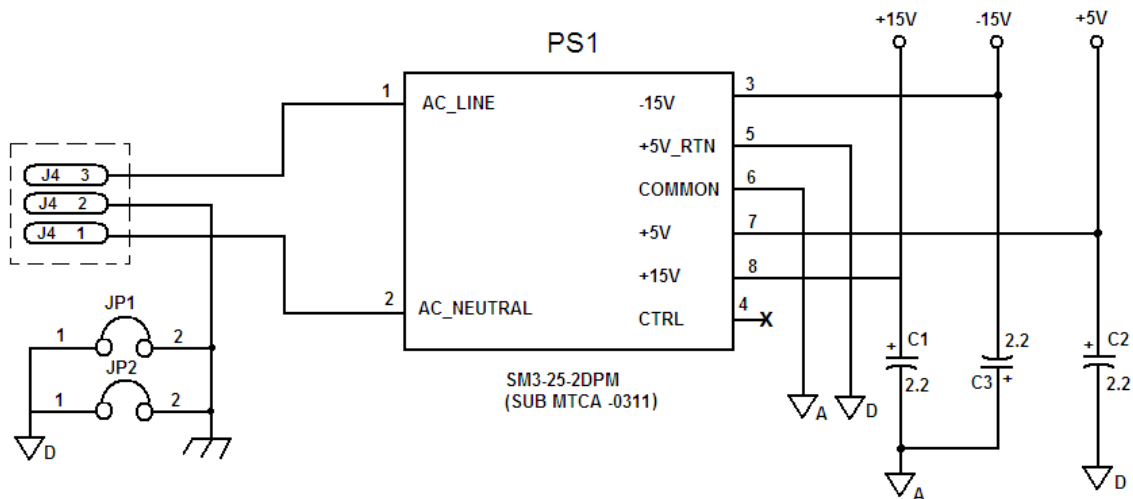 +15V -15V +5V
PS1
1 AC_LINE -15V 3
+5V_RTN 5
J4 3
J4 2 COMMON 6
J4 1 +5V 7
+15V 8
2 AC_NEUTRAL CTRL 4 X
JP1
1 2
JP2
1 2
D
SM3-25-2DPM
(SUB MTCA -0311)
A D
+ C1
2.2
2.2
C3 +
+ C2
2.2
A
D